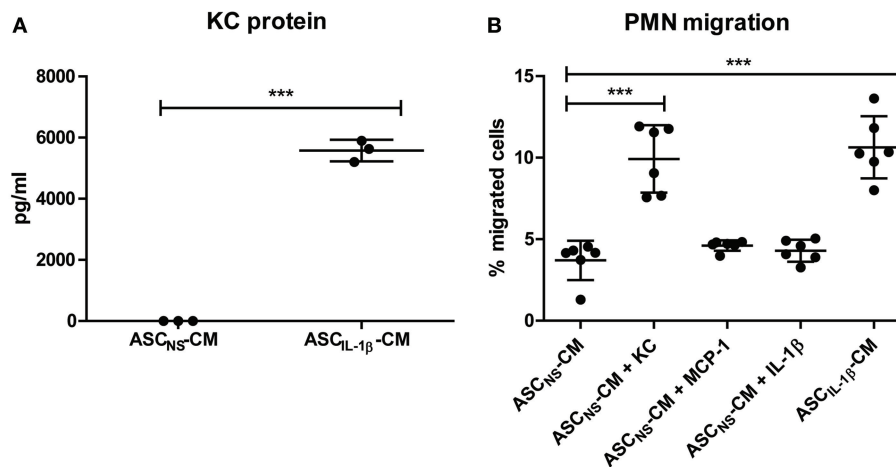 A
KC protein
8000
6000
4000
2000
0
pg/ml
***
ASCNS-CM
ASCIL-1β-CM
B
PMN migration
15
10
5
0
% migrated cells
***
***
ASCNS-CM
ASCNS-CM + KC
ASCNS-CM + MCP-1
ASCNS-CM + IL-1β
ASCIL-1β-CM